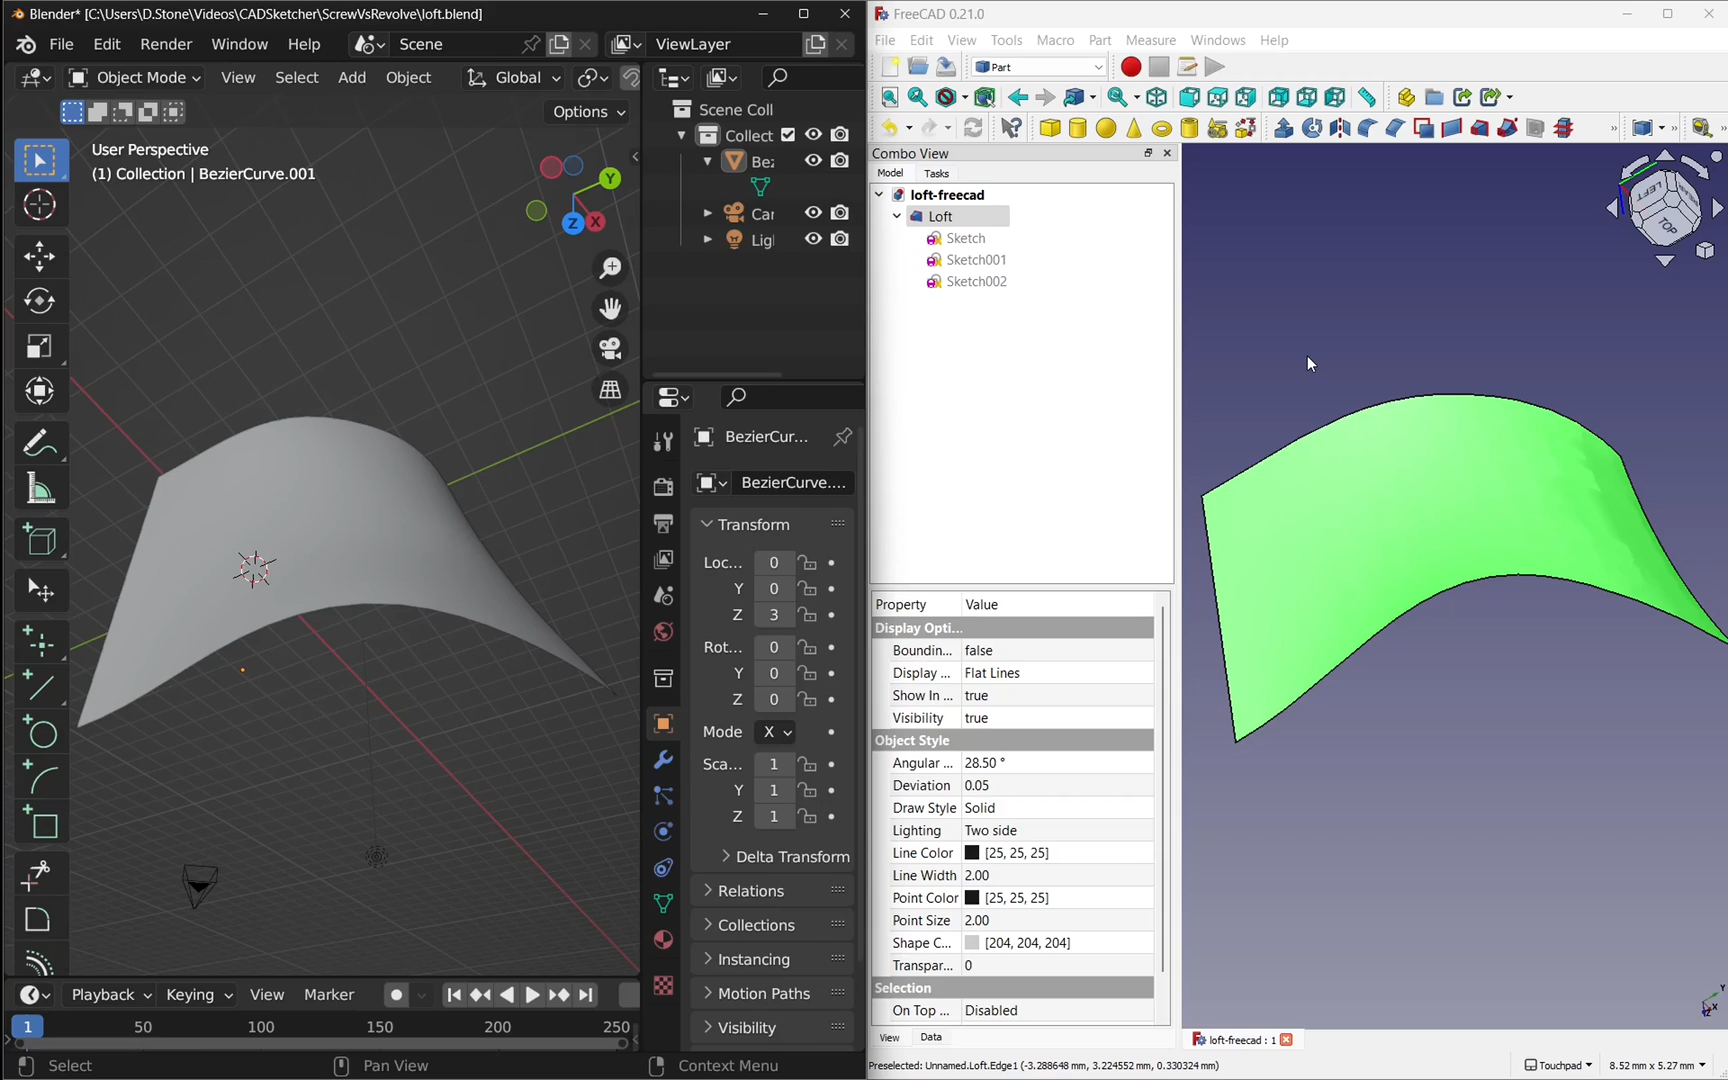 Blender* [C:\Users\D.Stone\Videos\CADSketcher\ScrewVsRevolve\loft.blend]
File Edit Render Window Help Scene ViewLayer
Object Mode View Select Add Object Global
Options
User Perspective
(1) Collection | BezierCurve.001
Y
Z X
Scene Coll
Collect
Bez
Car
Ligl
BezierCur...
BezierCurve....
Transform
Loc... 0
Y 0
Z 3
Rot... 0
Y 0
Z 0
Mode X
Sca... 1
Y 1
Z 1
Delta Transform
Relations
Collections
Instancing
Motion Paths
Visibility
Playback Keying View Marker
1 50 100 150 200 250
Select Pan View Context Menu
FreeCAD 0.21.0
File Edit View Tools Macro Part Measure Windows Help
Part
Combo View
Model Tasks
loft-freecad
Loft
Sketch
Sketch001
Sketch002
Property Value
Display Opti...
Boundin... false
Display ... Flat Lines
Show In ... true
Visibility true
Object Style
Angular ... 28.50 °
Deviation 0.05
Draw Style Solid
Lighting Two side
Line Color [25, 25, 25]
Line Width 2.00
Point Color [25, 25, 25]
Point Size 2.00
Shape C... [204, 204, 204]
Transpar... 0
Selection
On Top ... Disabled
View Data
LEFT
TOP
Y
X
loft-freecad : 1
Preselected: Unnamed.Loft.Edge1 (-3.288648 mm, 3.224552 mm, 0.330324 mm)
Touchpad 8.52 mm x 5.27 mm